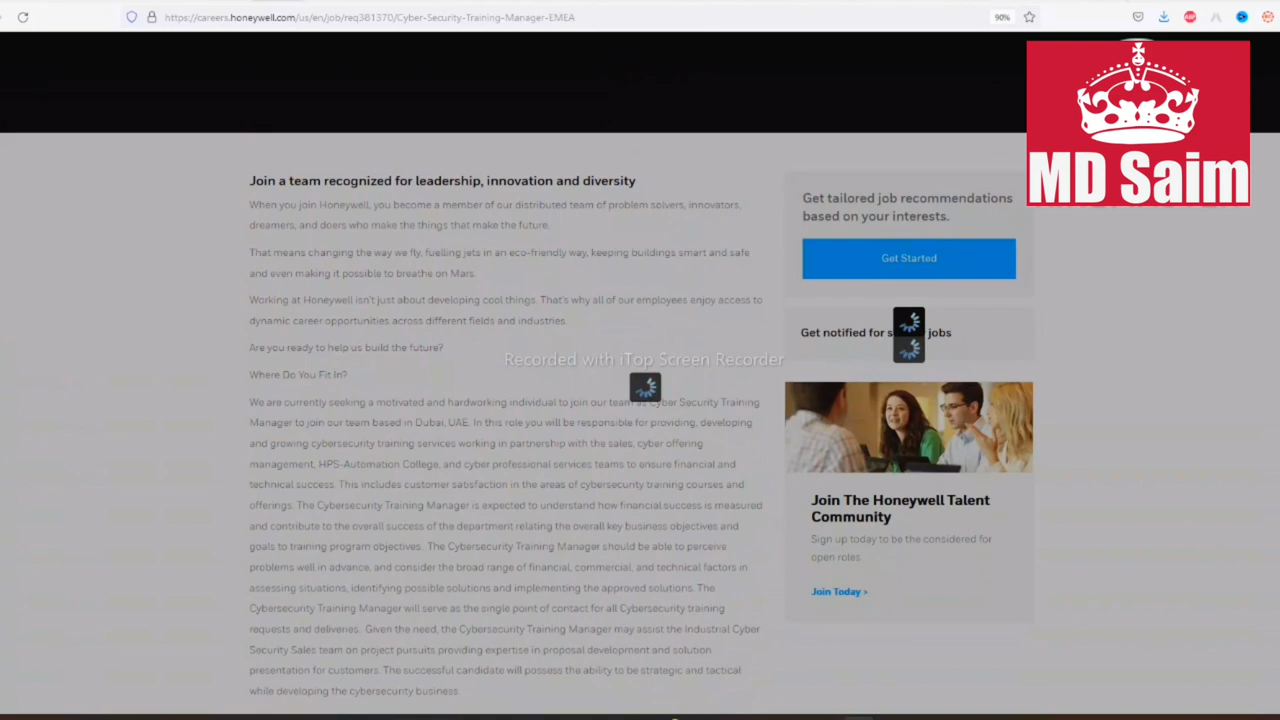 https://careers.honeywell.com/us/en/job/req381370/Cyber-Security-Training-Manager-EMEA
90%
MD Saim
Join a team recognized for leadership, innovation and diversity
When you join Honeywell, you become a member of our distributed team of problem solvers, innovators,
dreamers, and doers who make the things that make the future.
That means changing the way we fly, fuelling jets in an eco-friendly way, keeping buildings smart and safe
and even making it possible to breathe on Mars.
Working at Honeywell isn't just about developing cool things. That's why all of our employees enjoy access to
dynamic career opportunities across different fields and industries.
Are you ready to help us build the future?
Where Do You Fit In?
We are currently seeking a motivated and hardworking individual to join our team as Cyber Security Training
Manager to join our team based in Dubai, UAE. In this role you will be responsible for providing, developing
and growing cybersecurity training services working in partnership with the sales, cyber offering
management, HPS-Automation College, and cyber professional services teams to ensure financial and
technical success. This includes customer satisfaction in the areas of cybersecurity training courses and
offerings. The Cybersecurity Training Manager is expected to understand how financial success is measured
and contribute to the overall success of the department relating the overall key business objectives and
goals to training program objectives. The Cybersecurity Training Manager should be able to perceive
problems well in advance, and consider the broad range of financial, commercial, and technical factors in
assessing situations, identifying possible solutions and implementing the approved solutions. The
Cybersecurity Training Manager will serve as the single point of contact for all Cybersecurity training
requests and deliveries. Given the need, the Cybersecurity Training Manager may assist the Industrial Cyber
Security Sales team on project pursuits providing expertise in proposal development and solution
presentation for customers. The successful candidate will possess the ability to be strategic and tactical
while developing the cybersecurity business.
Recorded with iTop Screen Recorder
Get tailored job recommendations
based on your interests.
Get Started
Get notified for jobs
Join The Honeywell Talent
Community
Sign up today to be the considered for
open roles
Join Today >